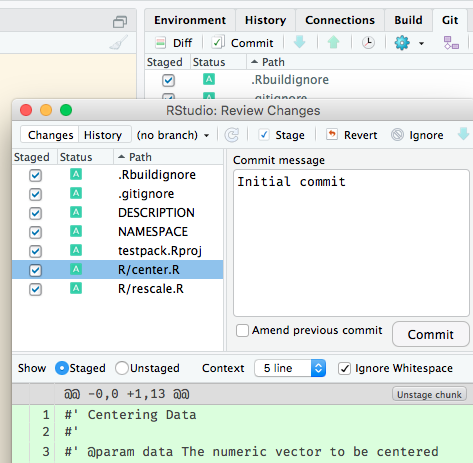 Environment History Connections Build Git
Diff Commit
Staged Status Path
A .Rbuildignore
A .gitignore
RStudio: Review Changes
Changes History (no branch) Stage Revert Ignore
Staged Status Path
A .Rbuildignore
A .gitignore
A DESCRIPTION
A NAMESPACE
A testpack.Rproj
A R/center.R
A R/rescale.R
Commit message
Initial commit
Amend previous commit Commit
Show Staged Unstaged Context 5 line Ignore Whitespace
@@ -0,0 +1,13 @@ Unstage chunk
1 #' Centering Data
2 #'
3 #' @param data The numeric vector to be centered